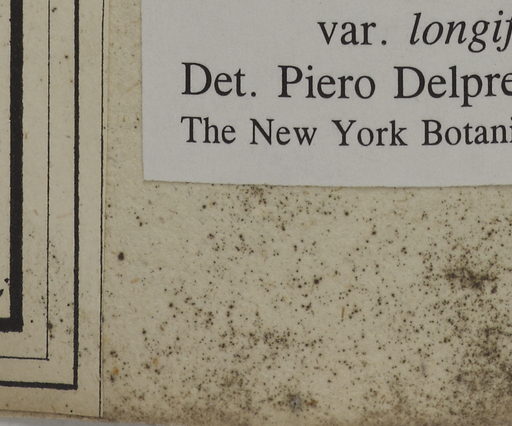 var. longif
Det. Piero Delpre
The New York Botani